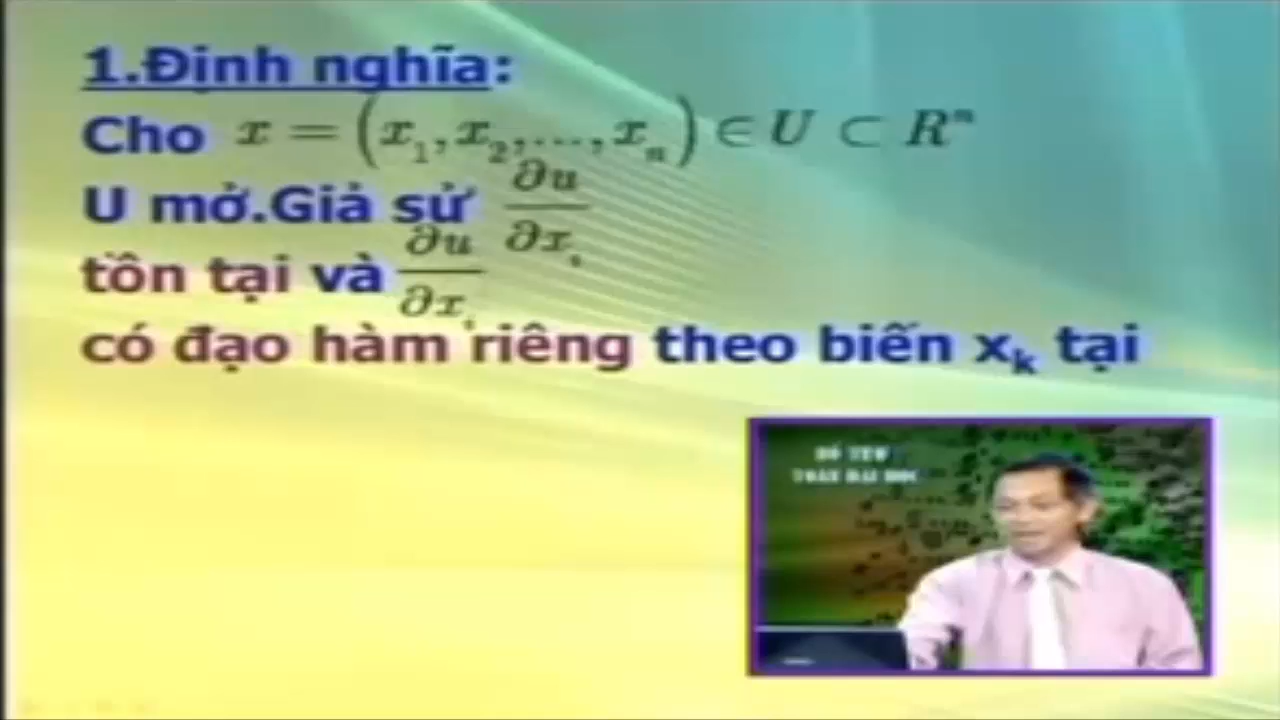 1.Định nghĩa:
Cho x = (x₁, x₂, ..., xₙ) ∈ U ⊂ Rⁿ
U mở.Giả sử ∂u/∂xᵢ
tồn tại và ∂u/∂xᵢ
có đạo hàm riêng theo biến xₖ tại